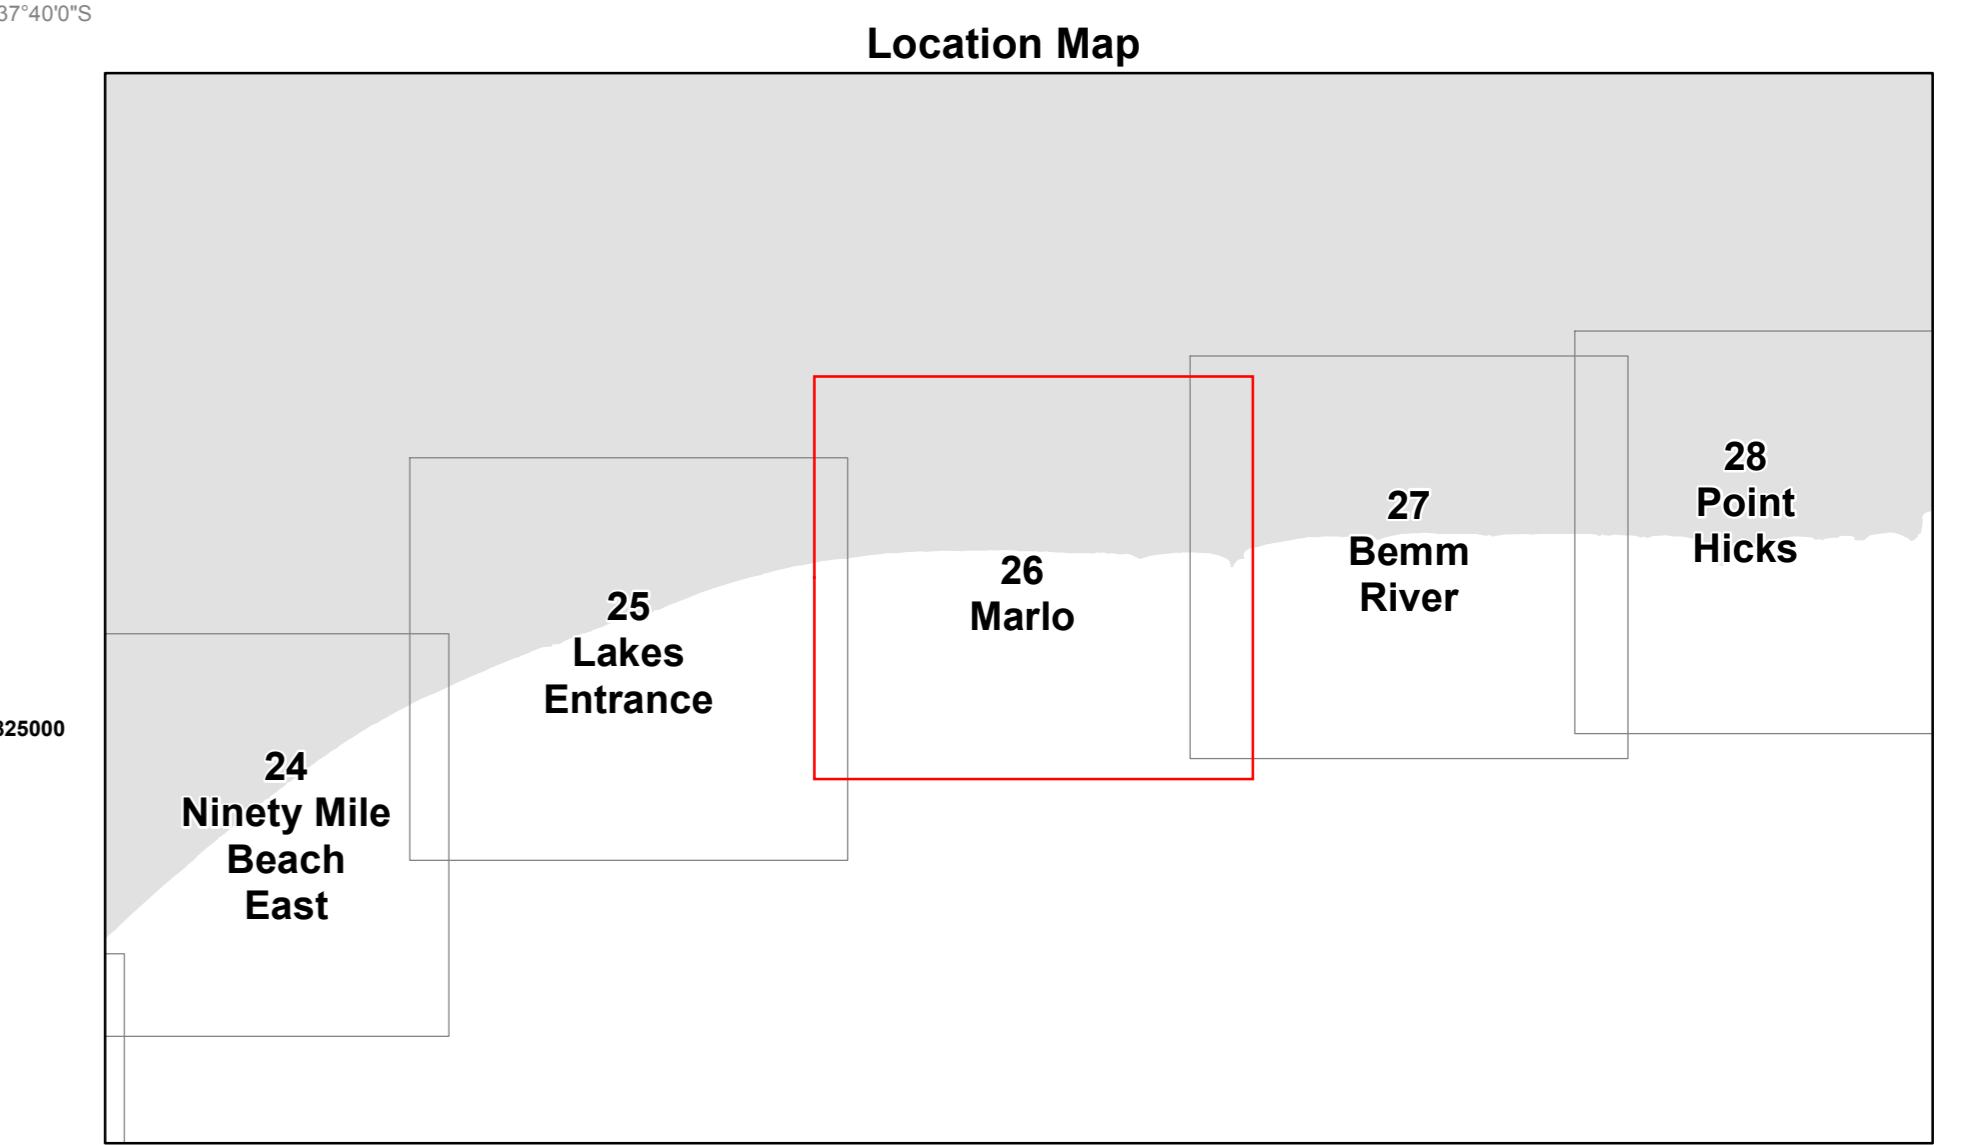 37°40'0"S
Location Map
28
Point
Hicks
27
Bemm
River
26
Marlo
25
Lakes
Entrance
24
Ninety Mile
Beach
East
325000